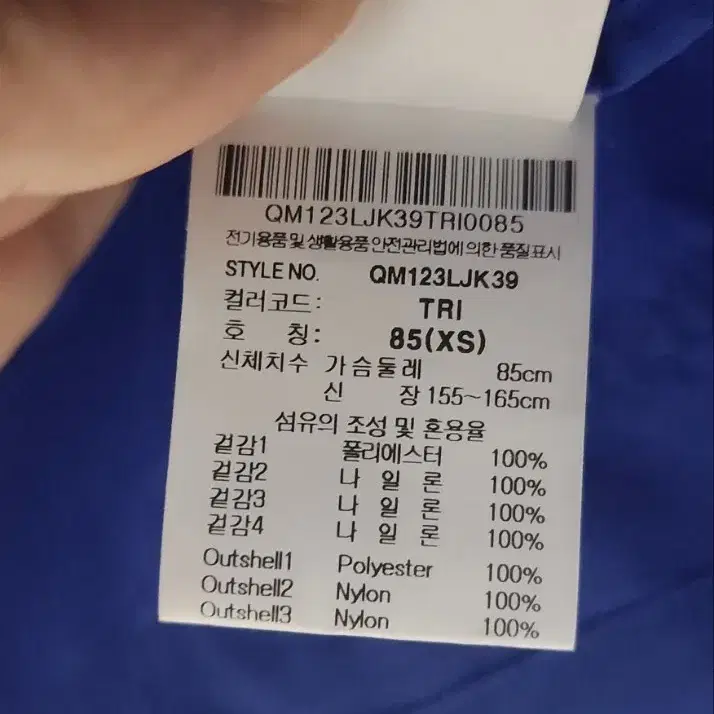 QM123LJK39TRI0085
전기용품 및 생활용품 안전관리법에 의한 품질표시
STYLE NO. QM123LJK39
컬러코드: TRI
호 칭: 85(XS)
신체치수 가슴둘레 85cm
신 장 155~165cm
섬유의 조성 및 혼용율
겉감1 폴리에스터 100%
겉감2 나 일 론 100%
겉감3 나 일 론 100%
겉감4 나 일 론 100%
Outshell1 Polyester 100%
Outshell2 Nylon 100%
Outshell3 Nylon 100%